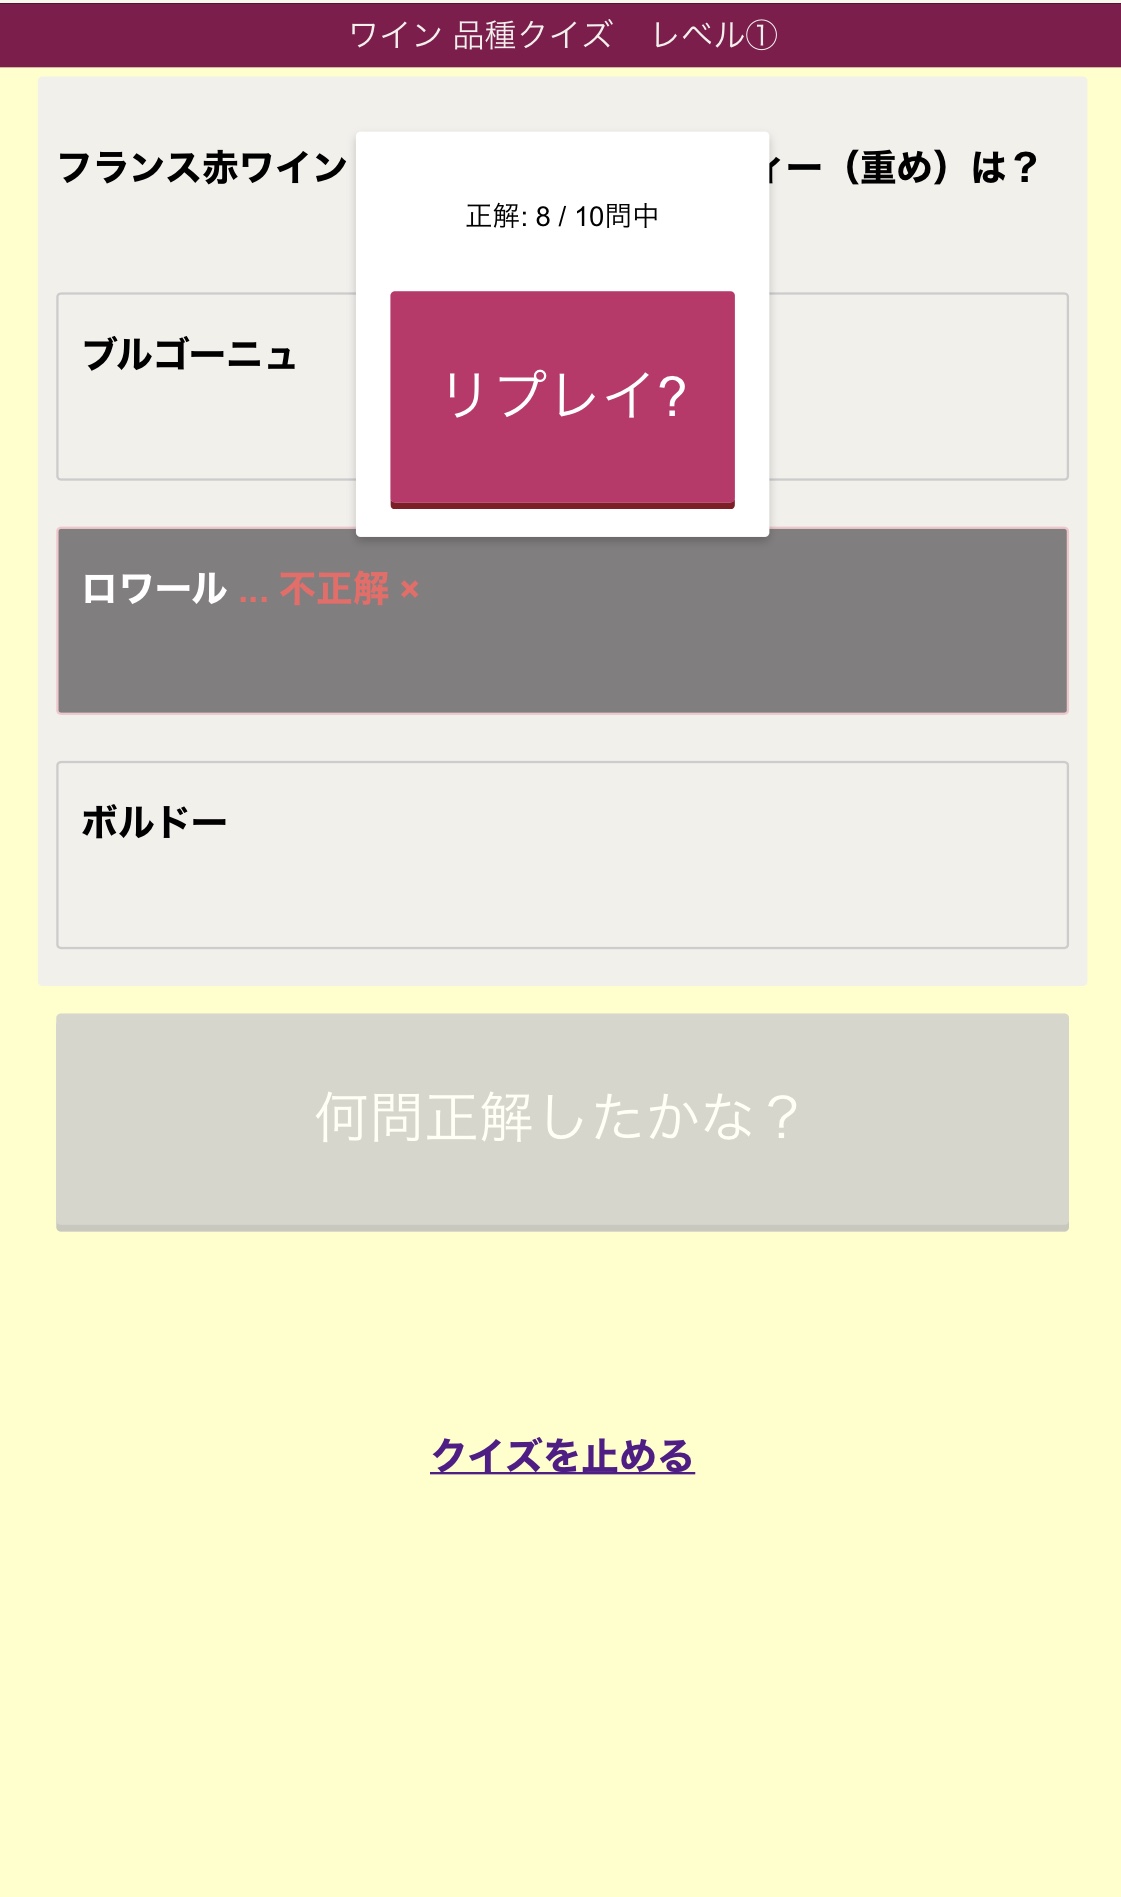 ワイン 品種クイズ　レベル①
フランス赤ワイン ィー（重め）は？
正解: 8 / 10問中
リプレイ?
ブルゴーニュ
ロワール ... 不正解 ×
ボルドー
何問正解したかな？
クイズを止める